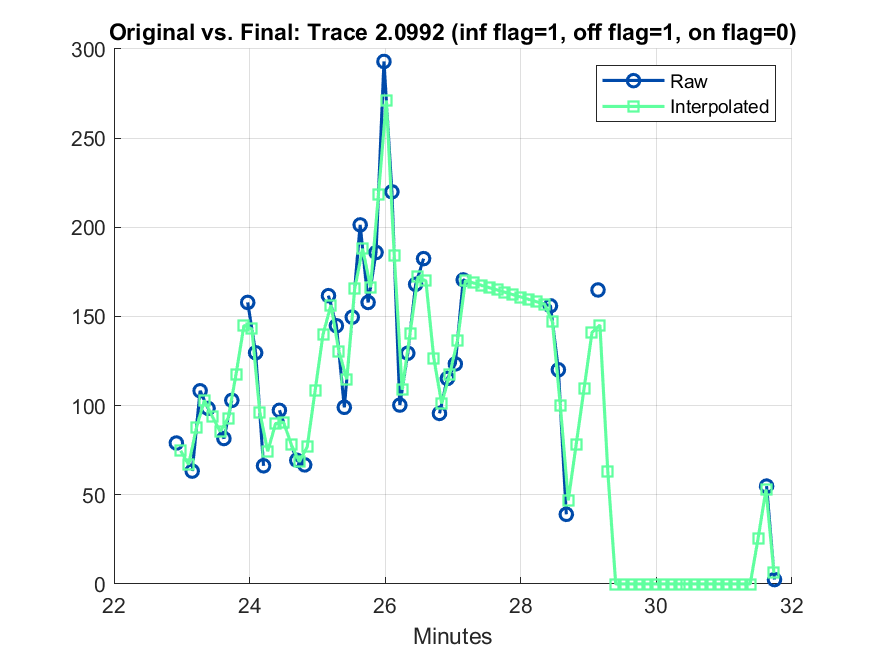 Original vs. Final: Trace 2.0992 (inf flag=1, off flag=1, on flag=0)
300
250
200
150
100
50
0
Raw
Interpolated
22 24 26 28 30 32
Minutes